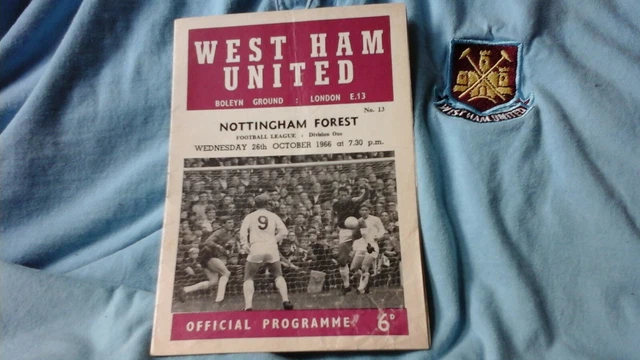 WEST HAM
UNITED
BOLEYN GROUND : LONDON E.13
No. 13
NOTTINGHAM FOREST
FOOTBALL LEAGUE : Division One
WEDNESDAY 26th OCTOBER 1966 at 7.30 p.m.
9
OFFICIAL PROGRAMME 6D
WEST HAM UNITED